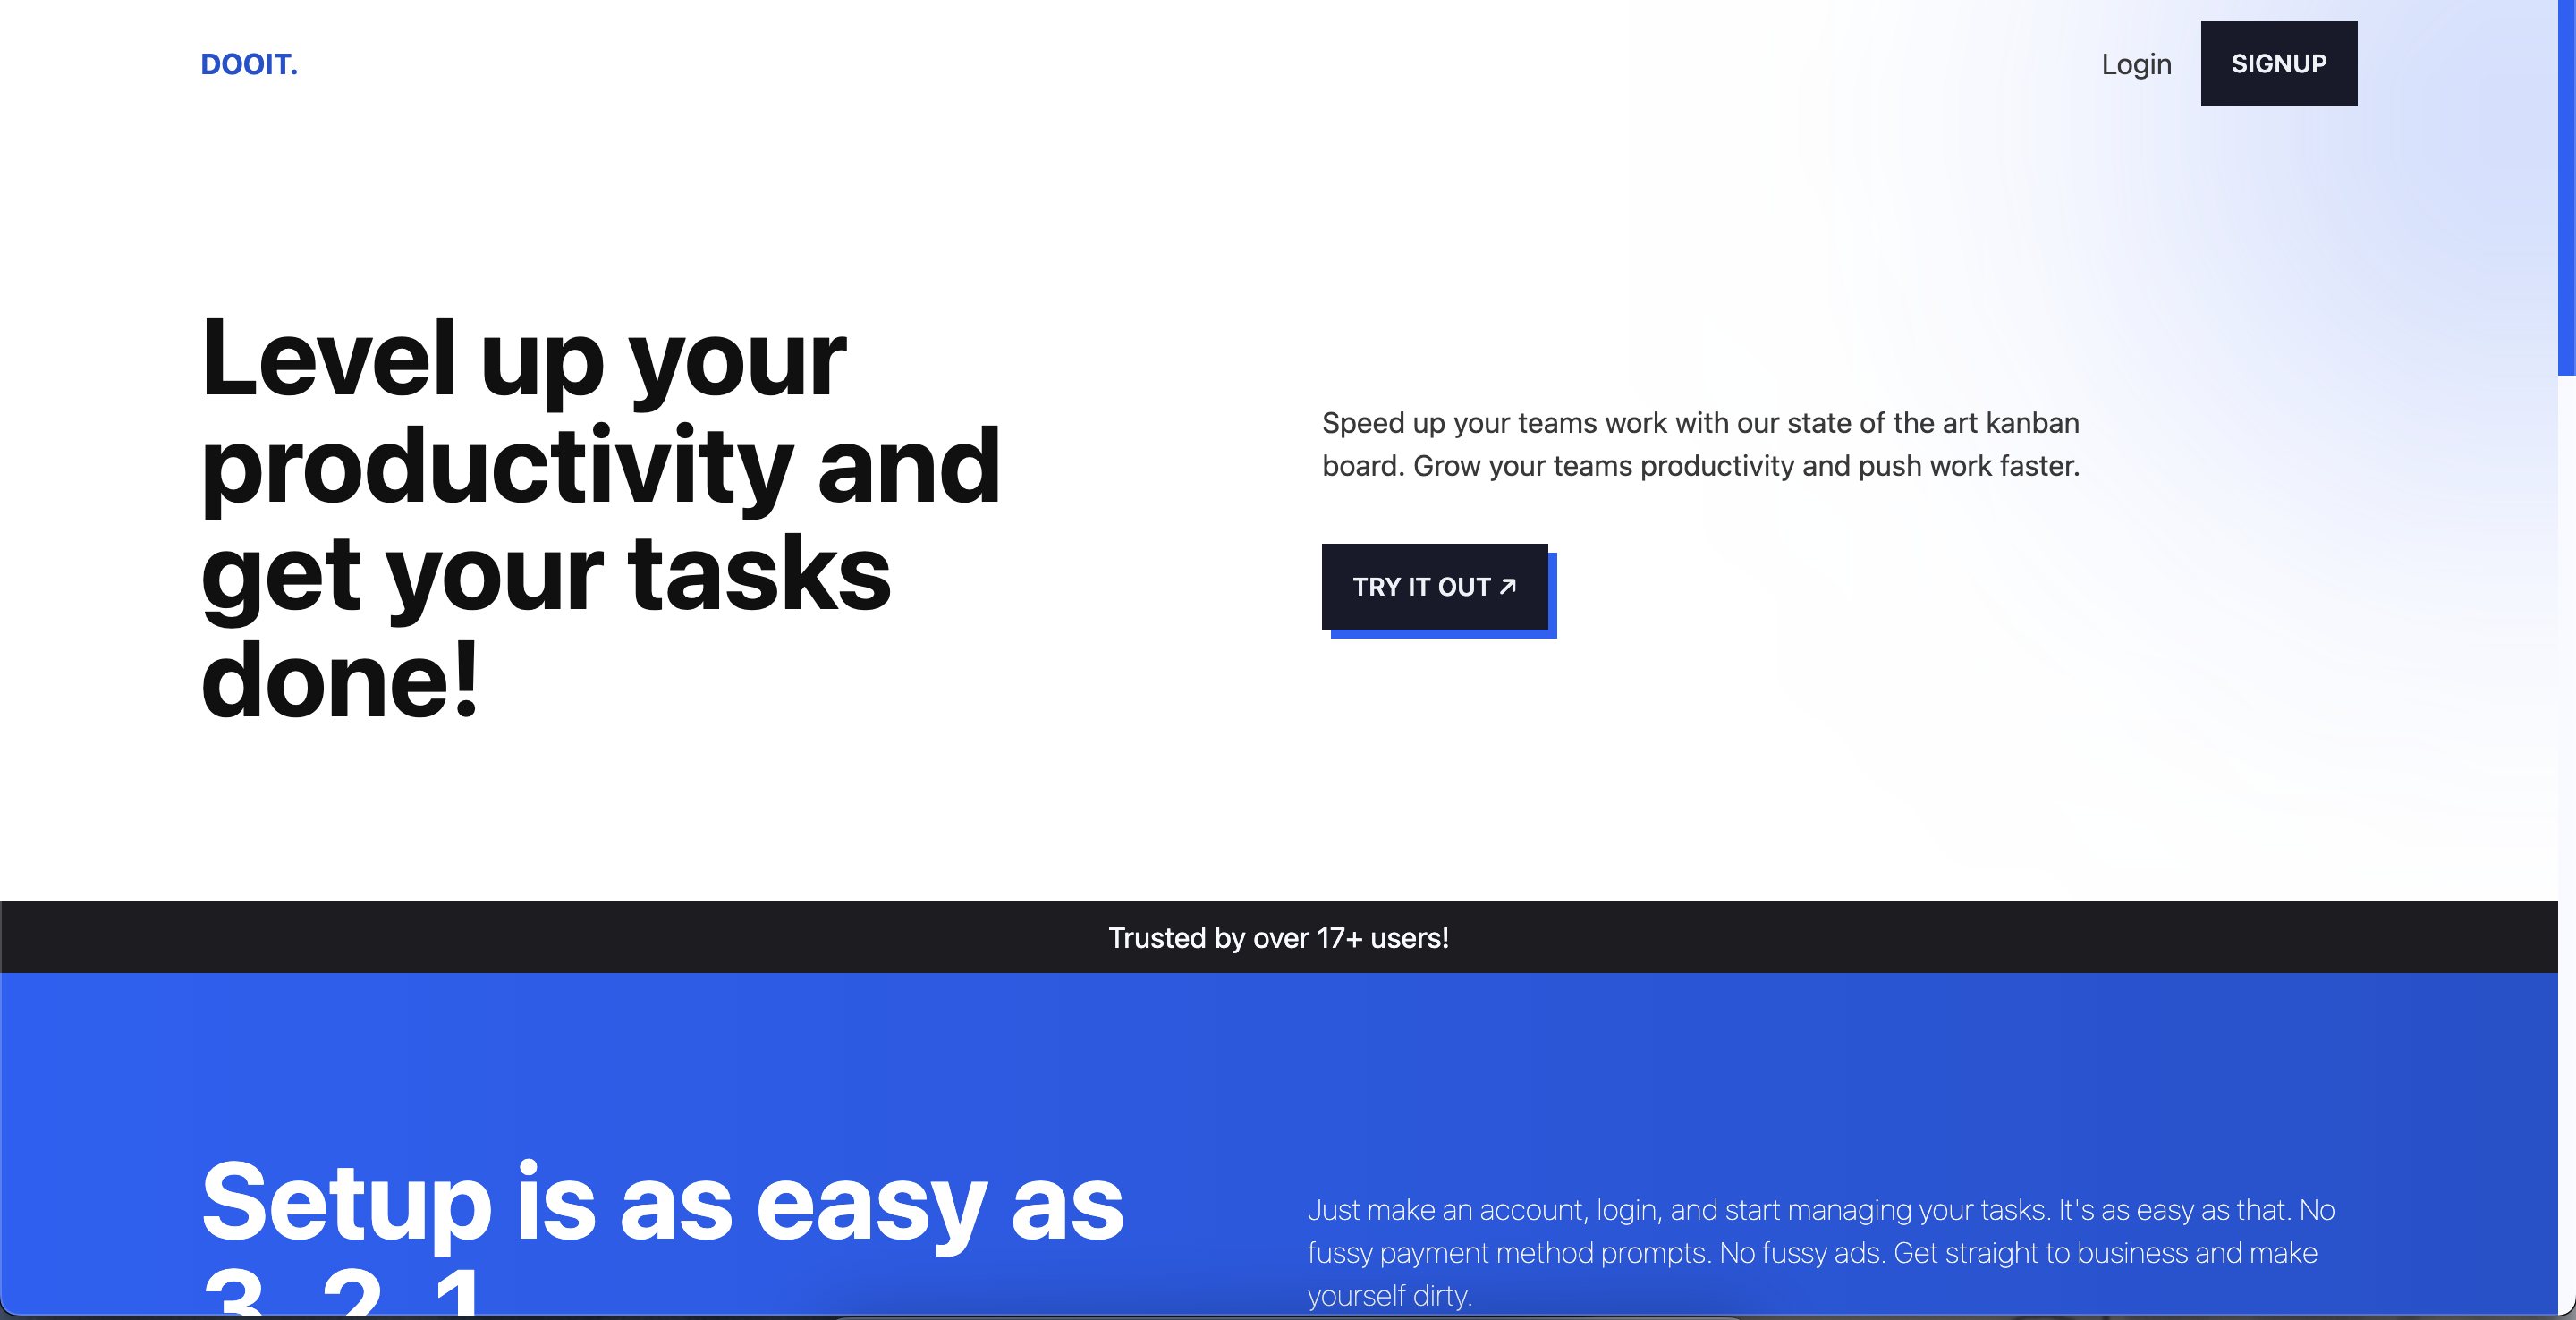 DOOIT.
Login
SIGNUP
Level up your
productivity and
get your tasks
done!
Speed up your teams work with our state of the art kanban
board. Grow your teams productivity and push work faster.
TRY IT OUT ↗
Trusted by over 17+ users!
Setup is as easy as
3, 2, 1
Just make an account, login, and start managing your tasks. It's as easy as that. No
fussy payment method prompts. No fussy ads. Get straight to business and make
yourself dirty.